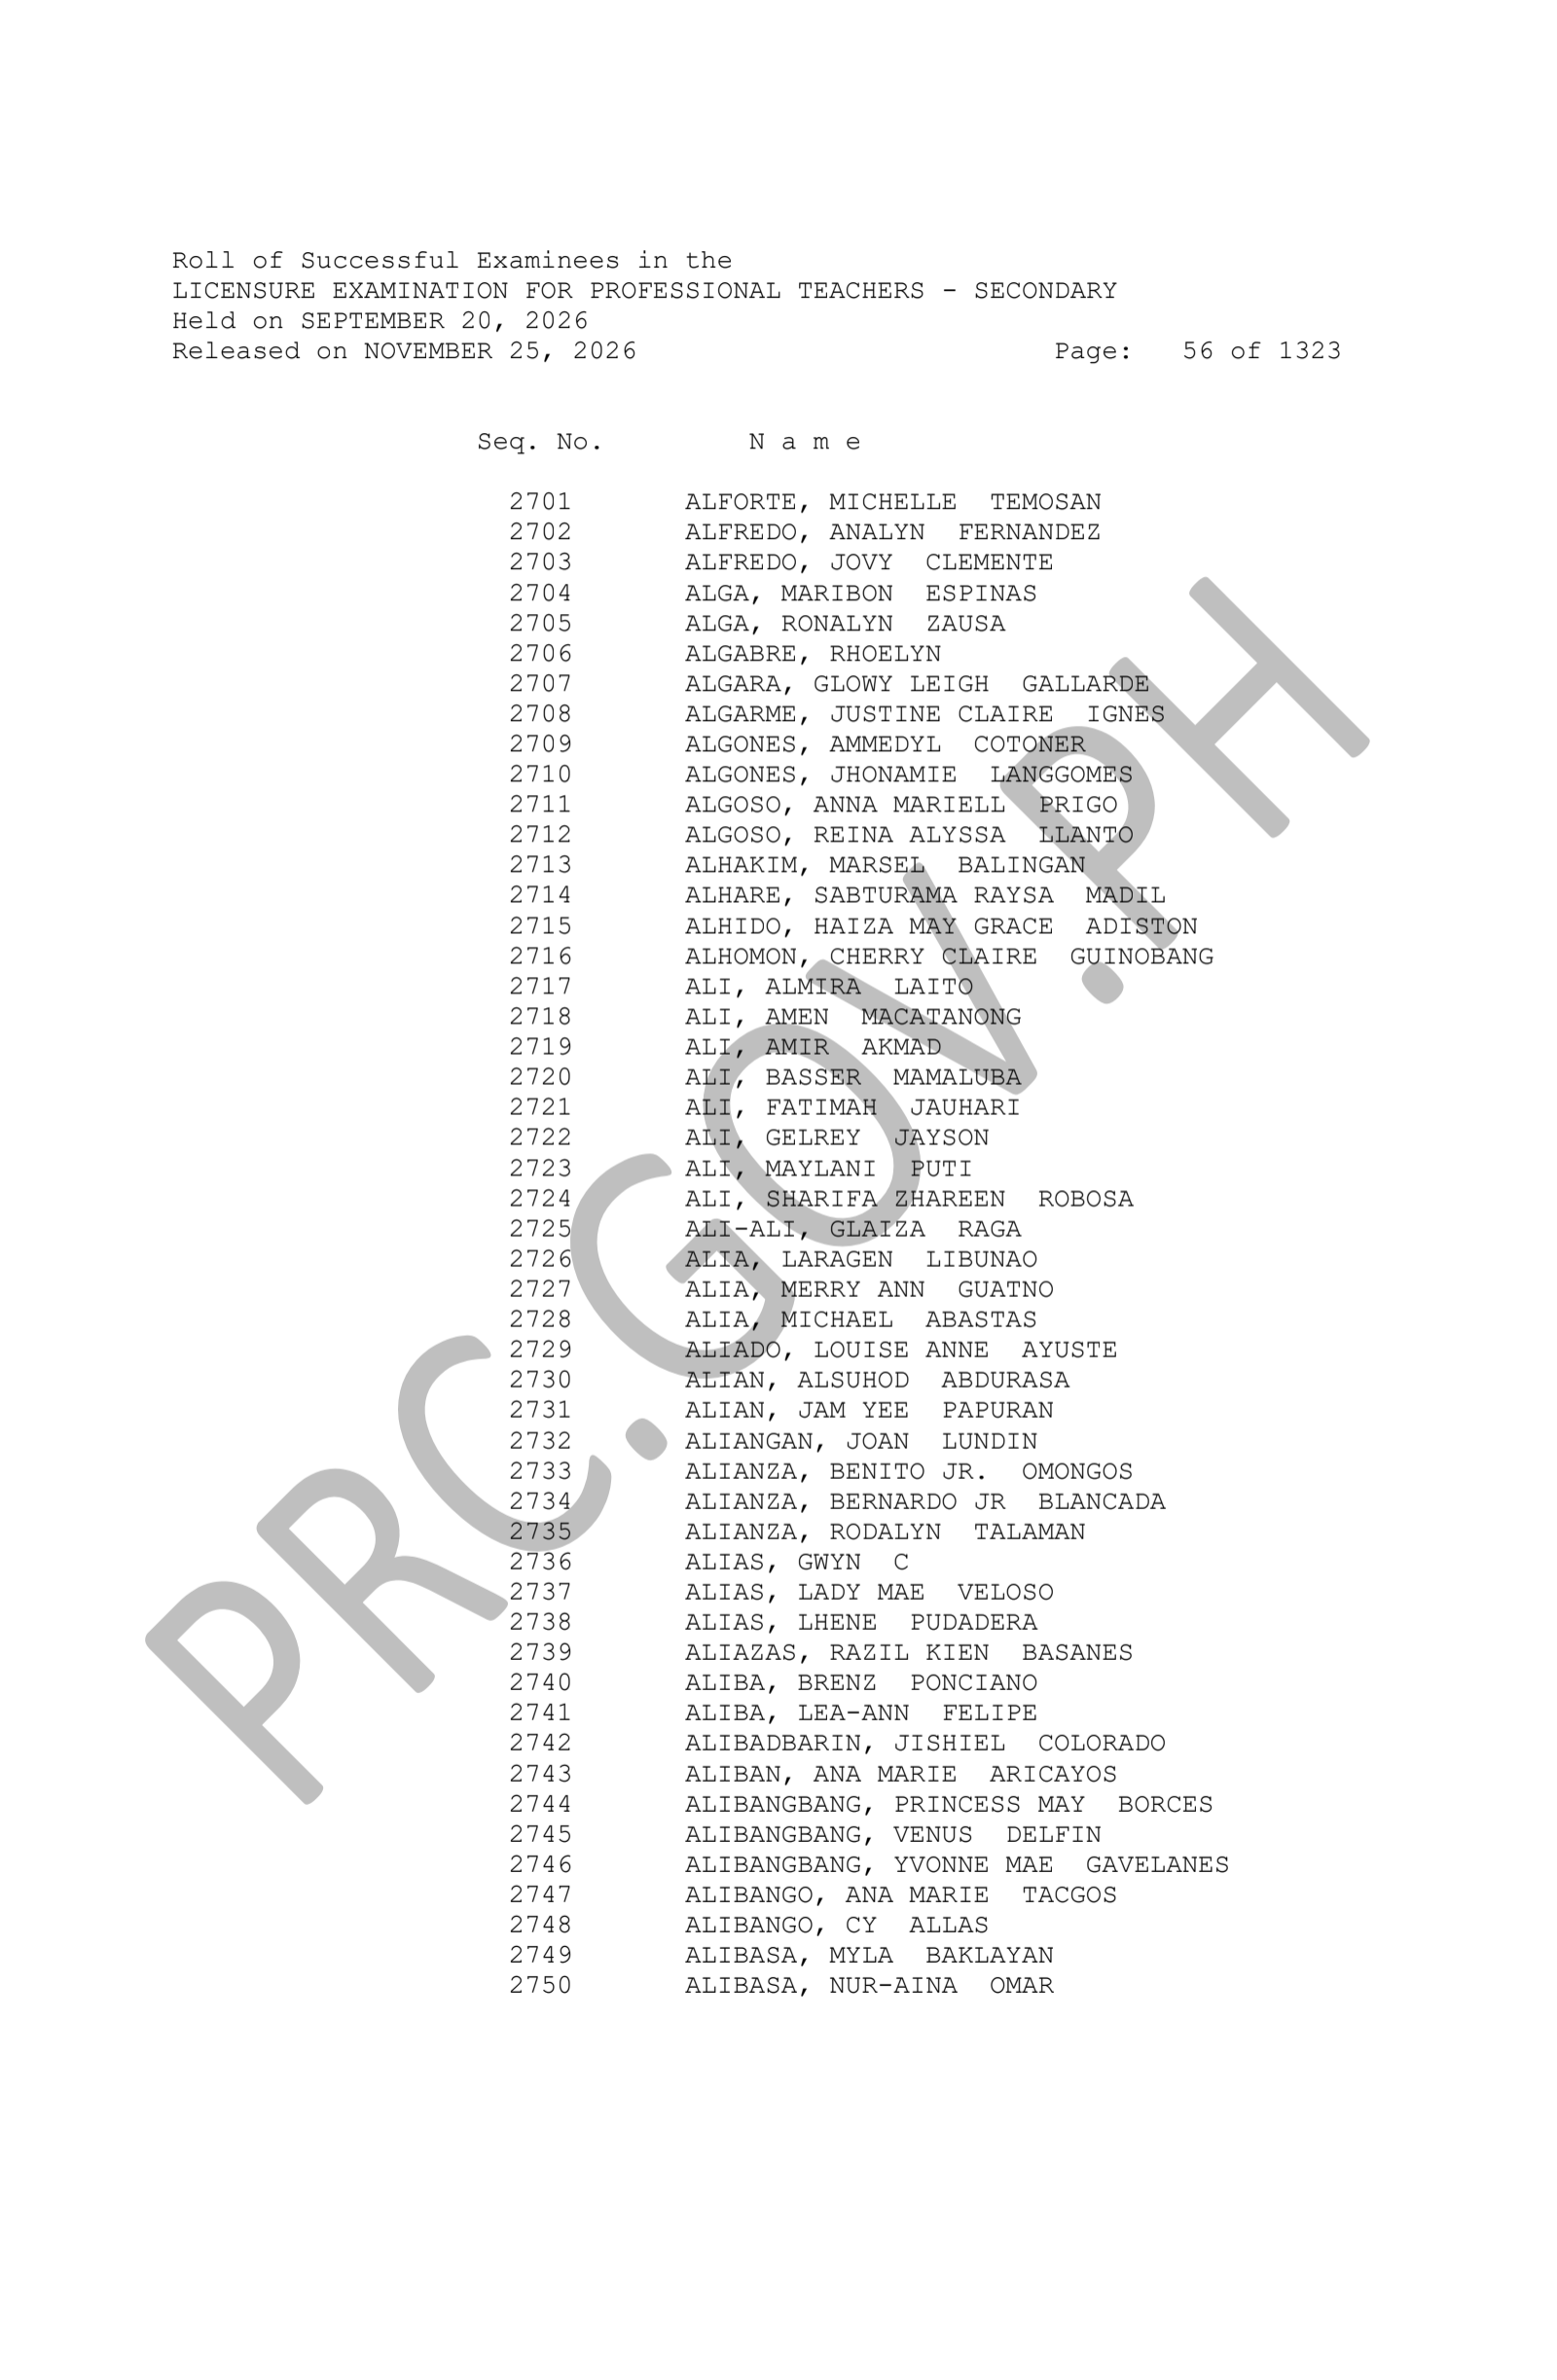 Roll of Successful Examinees in the
LICENSURE EXAMINATION FOR PROFESSIONAL TEACHERS - SECONDARY
Held on SEPTEMBER 20, 2026
Released on NOVEMBER 25, 2026 Page: 56 of 1323
Seq. No. N a m e
2701 ALFORTE, MICHELLE TEMOSAN
2702 ALFREDO, ANALYN FERNANDEZ
2703 ALFREDO, JOVY CLEMENTE
2704 ALGA, MARIBON ESPINAS
2705 ALGA, RONALYN ZAUSA
2706 ALGABRE, RHOELYN
2707 ALGARA, GLOWY LEIGH GALLARDE
2708 ALGARME, JUSTINE CLAIRE IGNES
2709 ALGONES, AMMEDYL COTONER
2710 ALGONES, JHONAMIE LANGGOMES
2711 ALGOSO, ANNA MARIELL PRIGO
2712 ALGOSO, REINA ALYSSA LLANTO
2713 ALHAKIM, MARSEL BALINGAN
2714 ALHARE, SABTURAMA RAYSA MADIL
2715 ALHIDO, HAIZA MAY GRACE ADISTON
2716 ALHOMON, CHERRY CLAIRE GUINOBANG
2717 ALI, ALMIRA LAITO
2718 ALI, AMEN MACATANONG
2719 ALI, AMIR AKMAD
2720 ALI, BASSER MAMALUBA
2721 ALI, FATIMAH JAUHARI
2722 ALI, GELREY JAYSON
2723 ALI, MAYLANI PUTI
2724 ALI, SHARIFA ZHAREEN ROBOSA
2725 ALI-ALI, GLAIZA RAGA
2726 ALIA, LARAGEN LIBUNAO
2727 ALIA, MERRY ANN GUATNO
2728 ALIA, MICHAEL ABASTAS
2729 ALIADO, LOUISE ANNE AYUSTE
2730 ALIAN, ALSUHOD ABDURASA
2731 ALIAN, JAM YEE PAPURAN
2732 ALIANGAN, JOAN LUNDIN
2733 ALIANZA, BENITO JR. OMONGOS
2734 ALIANZA, BERNARDO JR BLANCADA
2735 ALIANZA, RODALYN TALAMAN
2736 ALIAS, GWYN C
2737 ALIAS, LADY MAE VELOSO
2738 ALIAS, LHENE PUDADERA
2739 ALIAZAS, RAZIL KIEN BASANES
2740 ALIBA, BRENZ PONCIANO
2741 ALIBA, LEA-ANN FELIPE
2742 ALIBADBARIN, JISHIEL COLORADO
2743 ALIBAN, ANA MARIE ARICAYOS
2744 ALIBANGBANG, PRINCESS MAY BORCES
2745 ALIBANGBANG, VENUS DELFIN
2746 ALIBANGBANG, YVONNE MAE GAVELANES
2747 ALIBANGO, ANA MARIE TACGOS
2748 ALIBANGO, CY ALLAS
2749 ALIBASA, MYLA BAKLAYAN
2750 ALIBASA, NUR-AINA OMAR
PRC.GOV.PH